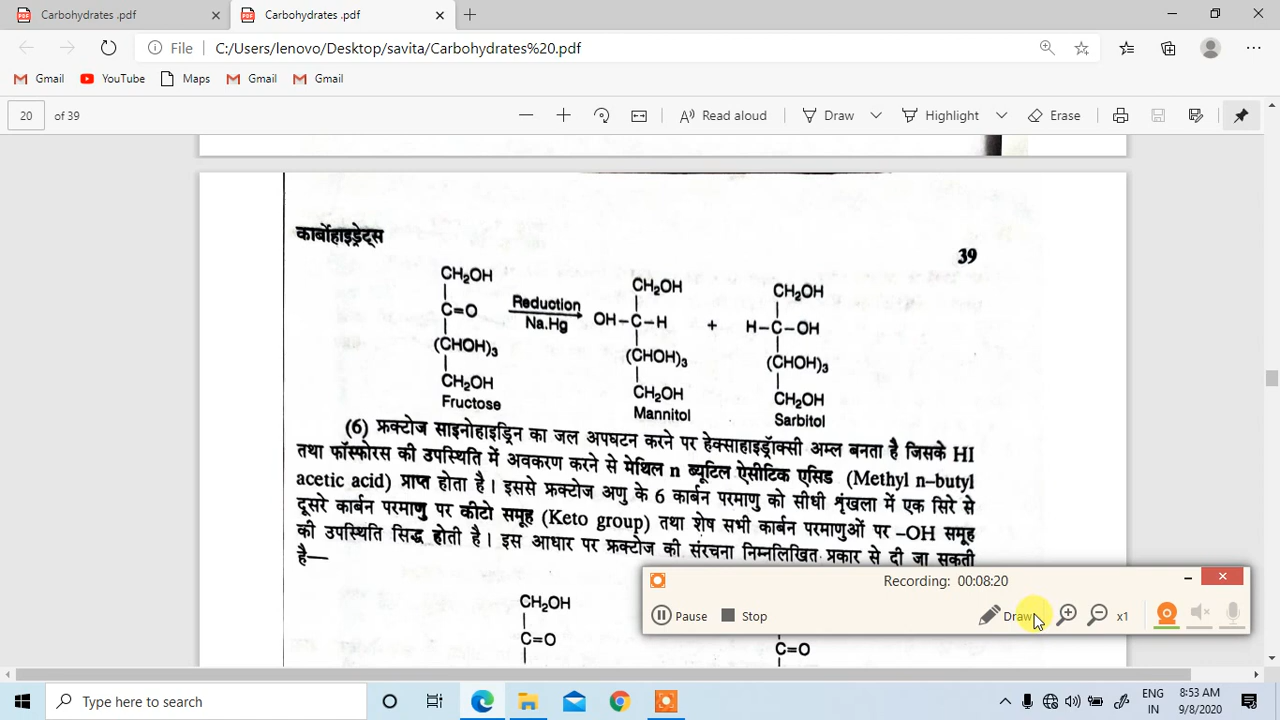 Carbohydrates .pdf
Carbohydrates .pdf
File C:/Users/lenovo/Desktop/savita/Carbohydrates%20.pdf
Gmail YouTube Maps Gmail Gmail
20 of 39 Read aloud Draw Highlight Erase
कार्बोहाइड्रेट्स
39
CH₂OH
C=O
(CHOH)₃
CH₂OH
Fructose
Reduction
Na.Hg
CH₂OH
OH–C–H
(CHOH)₃
CH₂OH
Mannitol
+
CH₂OH
H–C–OH
(CHOH)₃
CH₂OH
Sarbitol
(6) फ्रक्टोज साइनोहाइड्रिन का जल अपघटन करने पर हेक्साहाइड्रॉक्सी अम्ल बनता है जिसके HI
तथा फॉस्फोरस की उपस्थिति में अवकरण करने से मेथिल n ब्यूटिल ऐसीटिक एसिड (Methyl n–butyl
acetic acid) प्राप्त होता है। इससे फ्रक्टोज अणु के 6 कार्बन परमाणु को सीधी शृंखला में एक सिरे से
दूसरे कार्बन परमाणु पर कीटो समूह (Keto group) तथा शेष सभी कार्बन परमाणुओं पर –OH समूह
की उपस्थिति सिद्ध होती है। इस आधार पर फ्रक्टोज की संरचना निम्नलिखित प्रकार से दी जा सकती
है—
CH₂OH
C=O
C=O
Recording: 00:08:20
Pause Stop Draw x1
Type here to search
ENG
IN
8:53 AM
9/8/2020